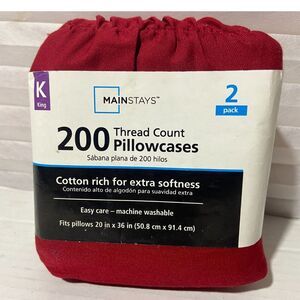 K
King
MAINSTAYS™
2
pack
200 Thread Count
Pillowcases
Sábana plana de 200 hilos
Cotton rich for extra softness
Contenido alto de algodón para suavidad extra
Easy care – machine washable
Fits pillows 20 in x 36 in (50.8 cm x 91.4 cm)